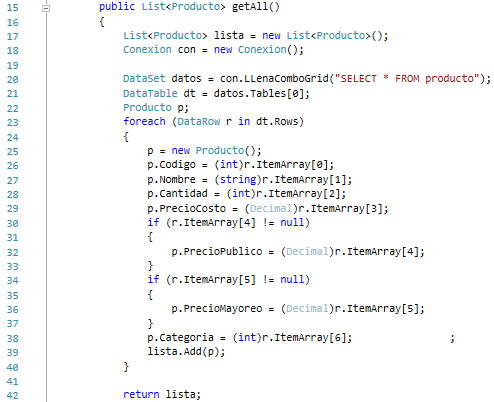 15 public List<Producto> getAll()
16 {
17 List<Producto> lista = new List<Producto>();
18 Conexion con = new Conexion();
19
20 DataSet datos = con.LLenaComboGrid("SELECT * FROM producto");
21 DataTable dt = datos.Tables[0];
22 Producto p;
23 foreach (DataRow r in dt.Rows)
24 {
25 p = new Producto();
26 p.Codigo = (int)r.ItemArray[0];
27 p.Nombre = (string)r.ItemArray[1];
28 p.Cantidad = (int)r.ItemArray[2];
29 p.PrecioCosto = (Decimal)r.ItemArray[3];
30 if (r.ItemArray[4] != null)
31 {
32 p.PrecioPublico = (Decimal)r.ItemArray[4];
33 }
34 if (r.ItemArray[5] != null)
35 {
36 p.PrecioMayoreo = (Decimal)r.ItemArray[5];
37 }
38 p.Categoria = (int)r.ItemArray[6]; ;
39 lista.Add(p);
40 }
41
42 return lista;